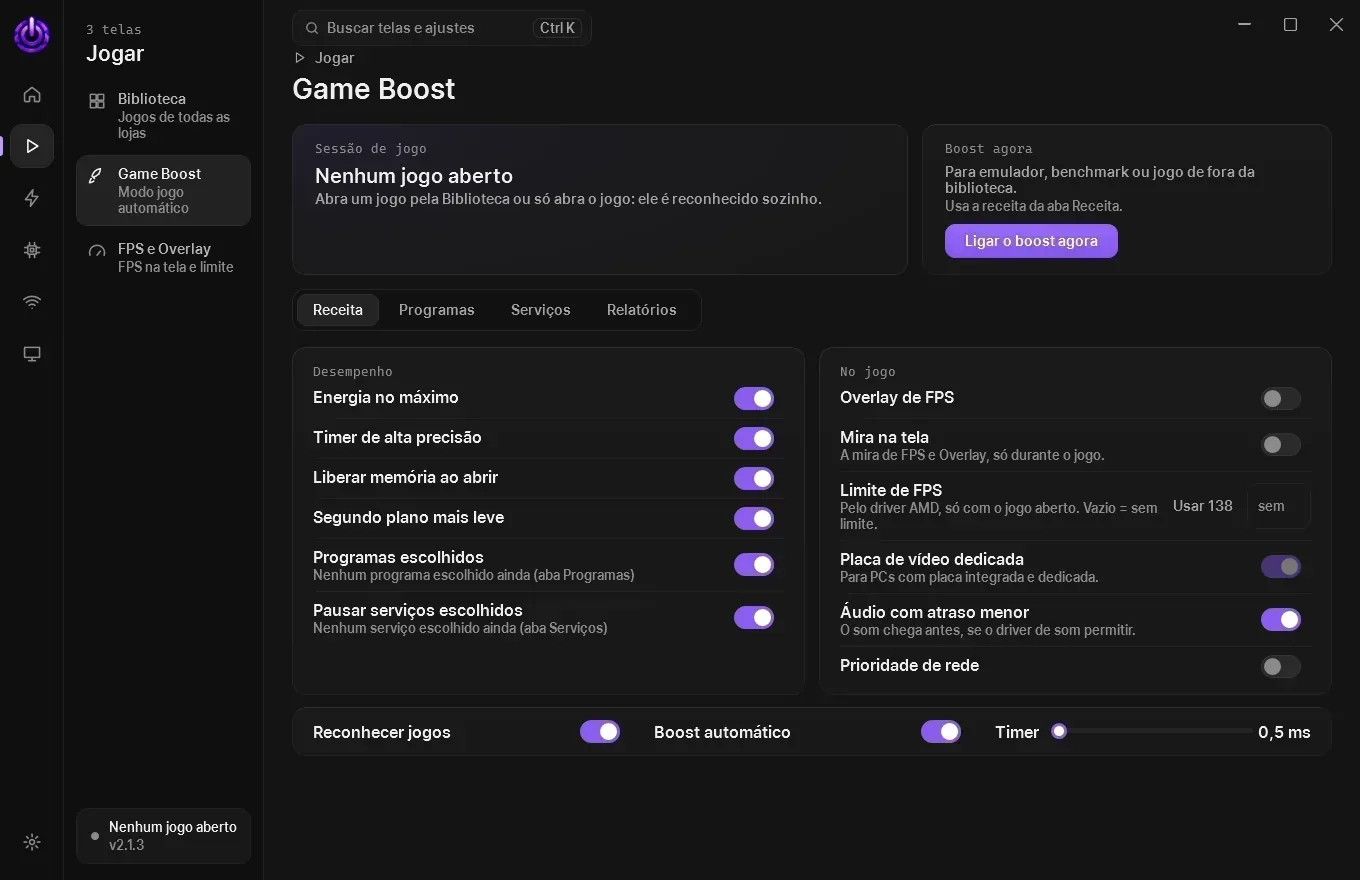 3 telas
Jogar
Biblioteca
Jogos de todas as
lojas
Game Boost
Modo jogo
automático
FPS e Overlay
FPS na tela e limite
Nenhum jogo aberto
v2.1.3
Buscar telas e ajustes
Ctrl K
Jogar
Game Boost
Sessão de jogo
Nenhum jogo aberto
Abra um jogo pela Biblioteca ou só abra o jogo: ele é reconhecido sozinho.
Boost agora
Para emulador, benchmark ou jogo de fora da
biblioteca.
Usa a receita da aba Receita.
Ligar o boost agora
Receita
Programas
Serviços
Relatórios
Desempenho
Energia no máximo
Timer de alta precisão
Liberar memória ao abrir
Segundo plano mais leve
Programas escolhidos
Nenhum programa escolhido ainda (aba Programas)
Pausar serviços escolhidos
Nenhum serviço escolhido ainda (aba Serviços)
No jogo
Overlay de FPS
Mira na tela
A mira de FPS e Overlay, só durante o jogo.
Limite de FPS
Pelo driver AMD, só com o jogo aberto. Vazio = sem
limite.
Usar 138
sem
Placa de vídeo dedicada
Para PCs com placa integrada e dedicada.
Áudio com atraso menor
O som chega antes, se o driver de som permitir.
Prioridade de rede
Reconhecer jogos
Boost automático
Timer
0,5 ms